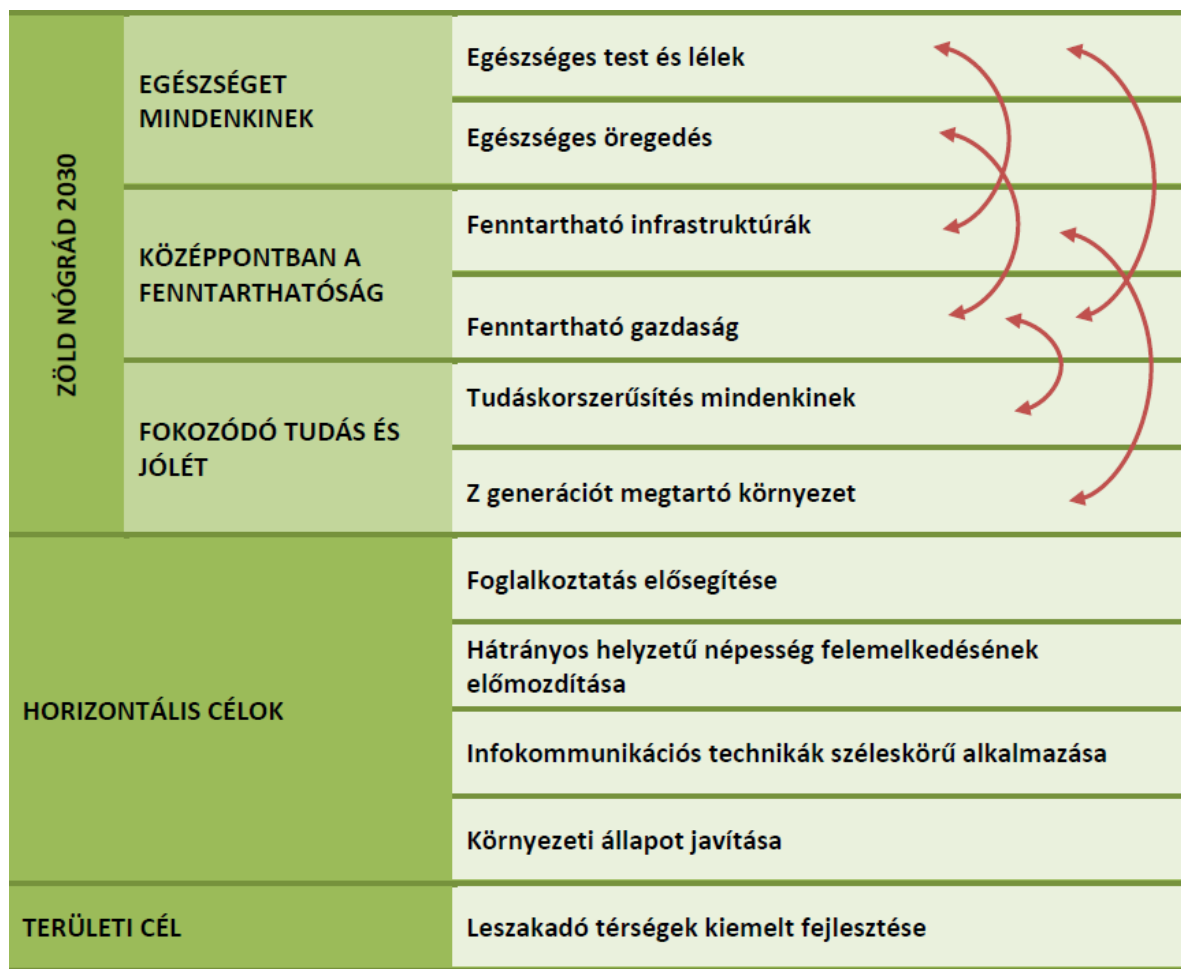 ZÖLD NÓGRÁD 2030
EGÉSZSÉGET
MINDENKINEK
Egészséges test és lélek
Egészséges öregedés
KÖZÉPPONTBAN A
FENNTARTHATÓSÁG
Fenntartható infrastruktúrák
Fenntartható gazdaság
FOKOZÓDÓ TUDÁS ÉS
JÓLÉT
Tudáskorszerűsítés mindenkinek
Z generációt megtartó környezet
HORIZONTÁLIS CÉLOK
Foglalkoztatás elősegítése
Hátrányos helyzetű népesség felemelkedésének
előmozdítása
Infokommunikációs technikák széleskörű alkalmazása
Környezeti állapot javítása
TERÜLETI CÉL
Leszakadó térségek kiemelt fejlesztése